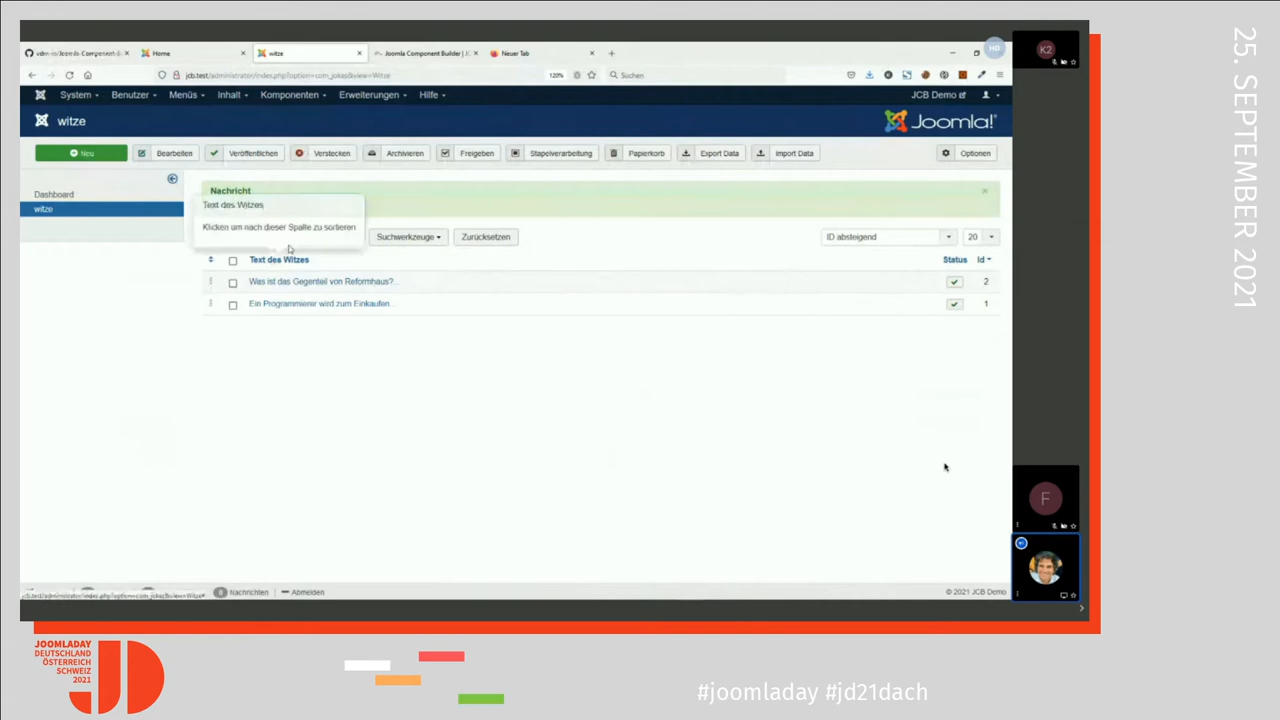 Home
witze
Joomla Component Builder | JC
Neuer Tab
jcb.test/administrator/index.php?option=com_jokes&view=Witze
120%
Suchen
HD
K2
System
Benutzer
Menüs
Inhalt
Komponenten
Erweiterungen
Hilfe
JCB Demo
witze
Joomla!
Neu
Bearbeiten
Veröffentlichen
Verstecken
Archivieren
Freigeben
Stapelverarbeitung
Papierkorb
Export Data
Import Data
Optionen
Dashboard
witze
Nachricht
Text des Witzes
Klicken um nach dieser Spalte zu sortieren
Suchwerkzeuge
Zurücksetzen
ID absteigend
20
Text des Witzes
Status
Id
Was ist das Gegenteil von Reformhaus?...
2
Ein Programmierer wird zum Einkaufen...
1
F
0 Nachrichten
Abmelden
© 2021 JCB Demo
25. SEPTEMBER 2021
JOOMLADAY
DEUTSCHLAND
ÖSTERREICH
SCHWEIZ
2021
#joomladay #jd21dach